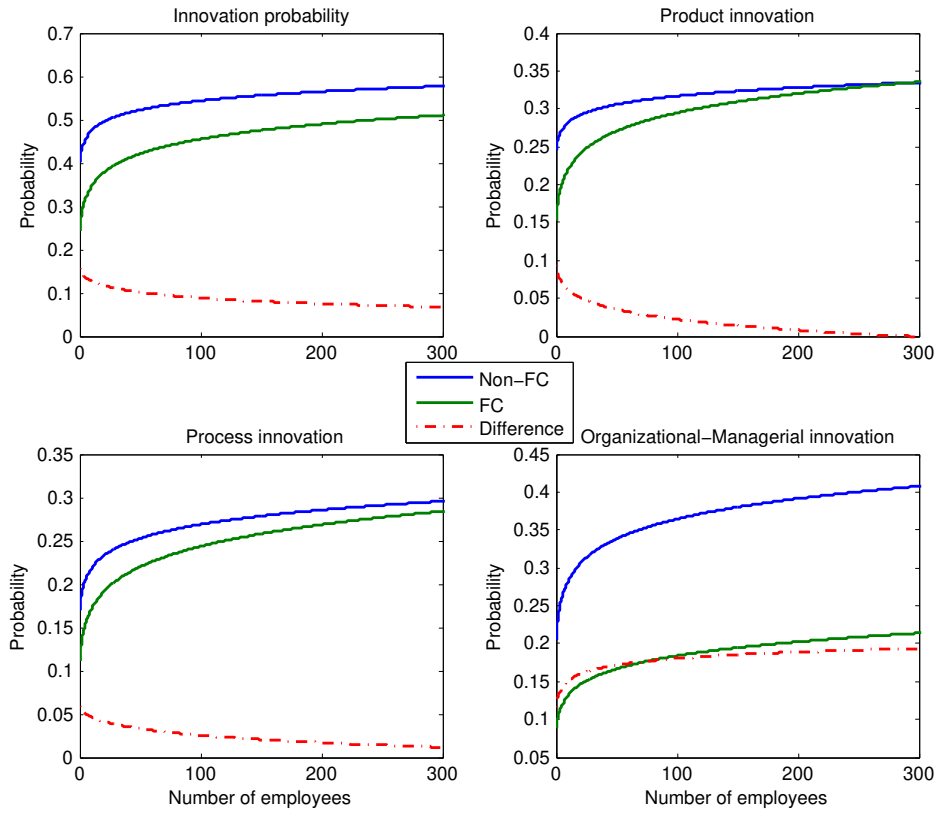 Innovation probability
0.7
0.6
0.5
0.4
0.3
0.2
0.1
0
Probability
0 100 200 300
Product innovation
0.4
0.35
0.3
0.25
0.2
0.15
0.1
0.05
0
Probability
0 100 200 300
Non−FC
FC
Difference
Process innovation
0.35
0.3
0.25
0.2
0.15
0.1
0.05
0
Probability
0 100 200 300
Number of employees
Organizational−Managerial innovation
0.45
0.4
0.35
0.3
0.25
0.2
0.15
0.1
0.05
Probability
0 100 200 300
Number of employees